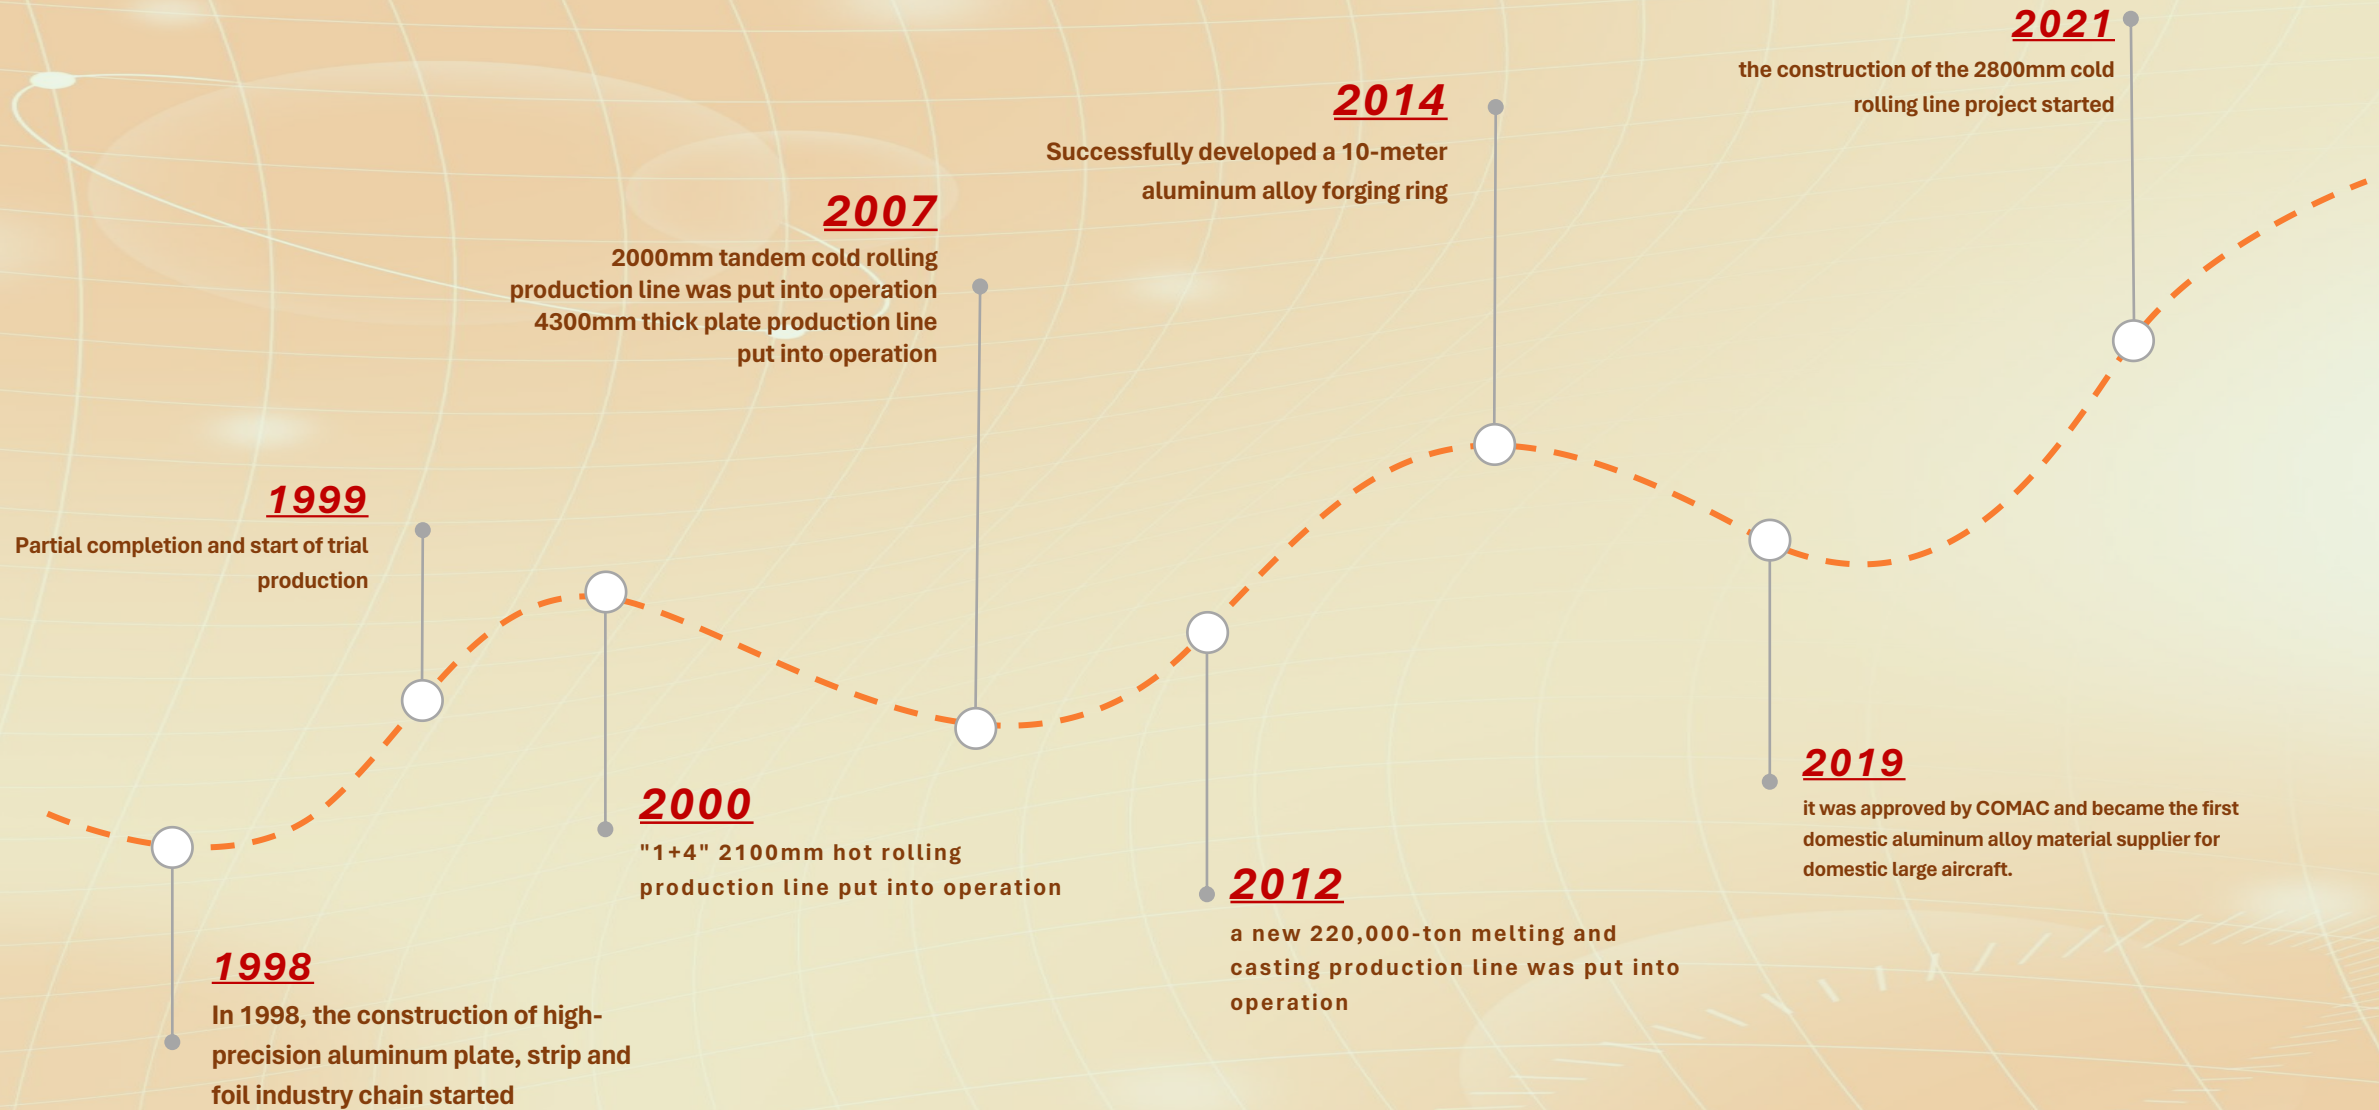 1998
In 1998, the construction of high-
precision aluminum plate, strip and
foil industry chain started
1999
Partial completion and start of trial
production
2000
"1+4" 2100mm hot rolling
production line put into operation
2007
2000mm tandem cold rolling
production line was put into operation
4300mm thick plate production line
put into operation
2012
a new 220,000-ton melting and
casting production line was put into
operation
2014
Successfully developed a 10-meter
aluminum alloy forging ring
2019
it was approved by COMAC and became the first
domestic aluminum alloy material supplier for
domestic large aircraft.
2021
the construction of the 2800mm cold
rolling line project started